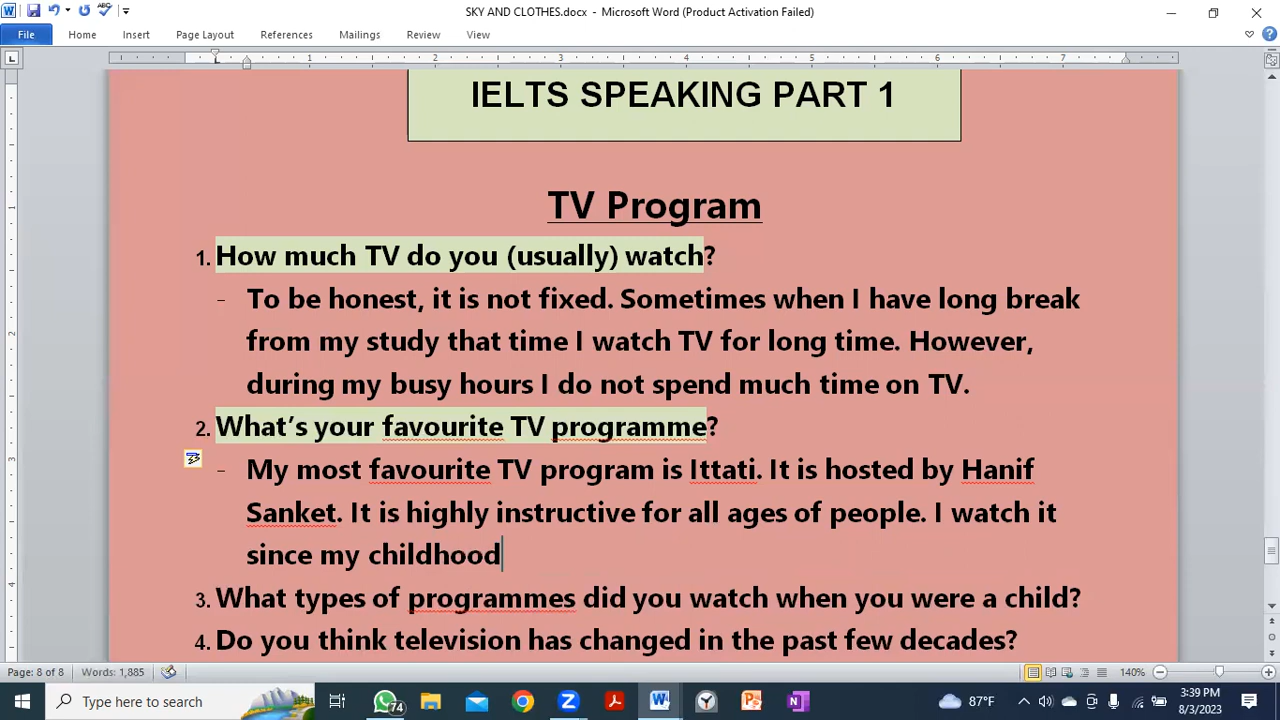 SKY AND CLOTHES.docx - Microsoft Word (Product Activation Failed)
File Home Insert Page Layout References Mailings Review View
1 2 3 4 5 6 7
IELTS SPEAKING PART 1
TV Program
1. How much TV do you (usually) watch?
- To be honest, it is not fixed. Sometimes when I have long break
from my study that time I watch TV for long time. However,
during my busy hours I do not spend much time on TV.
2. What's your favourite TV programme?
- My most favourite TV program is Ittati. It is hosted by Hanif
Sanket. It is highly instructive for all ages of people. I watch it
since my childhood
3. What types of programmes did you watch when you were a child?
4. Do you think television has changed in the past few decades?
Page: 8 of 8 Words: 1,885 140%
Type here to search 74 87°F 3:39 PM
8/3/2023